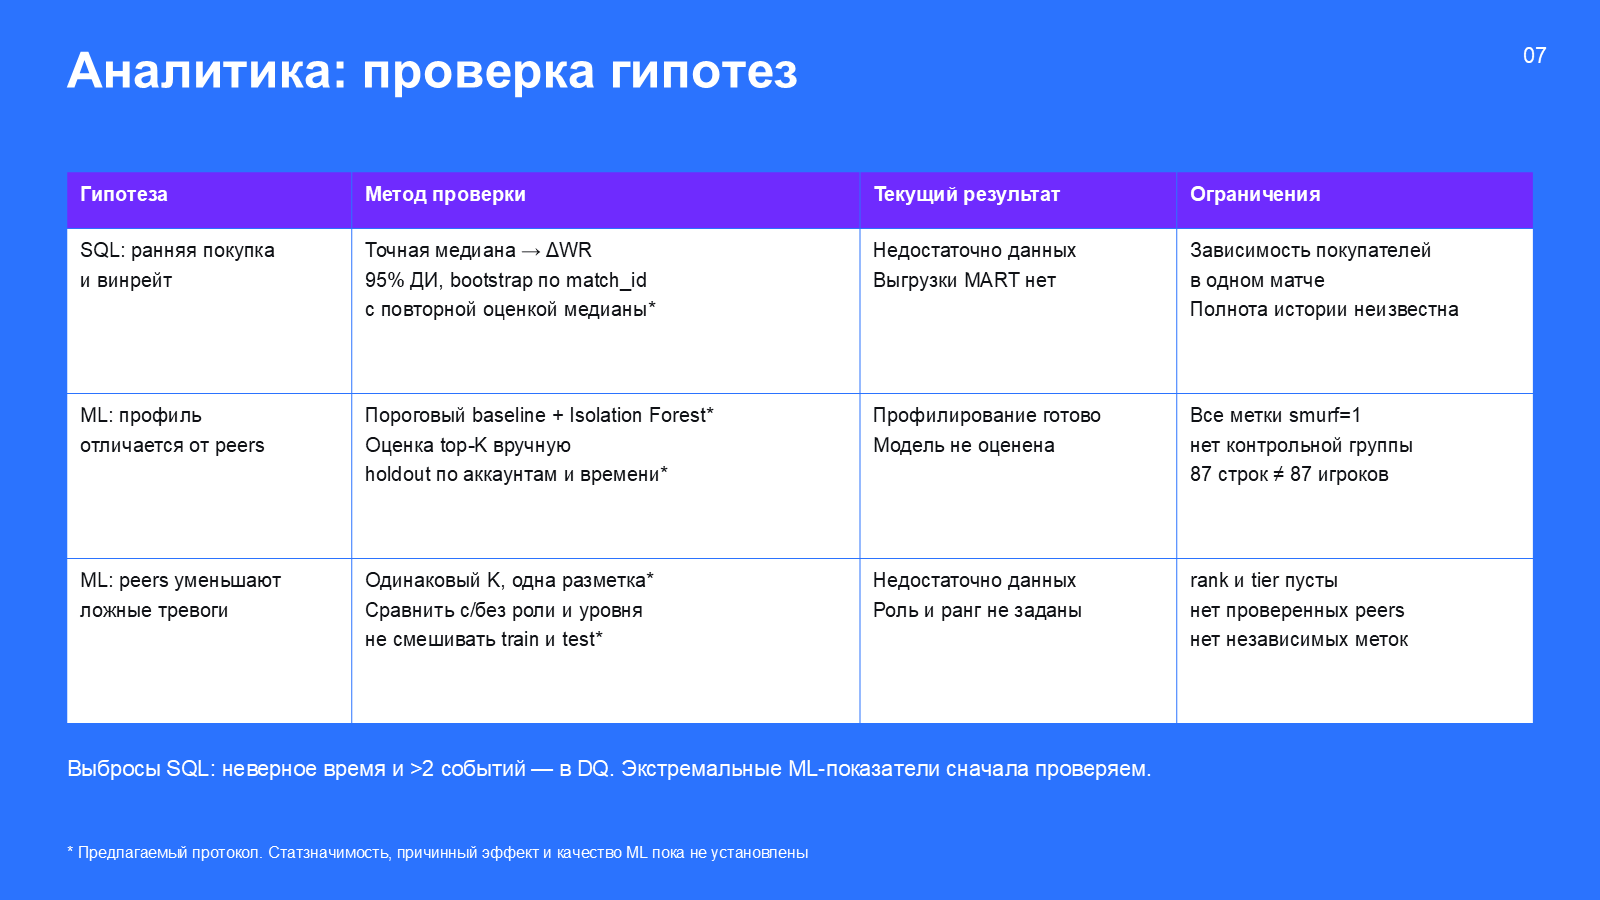 Аналитика: проверка гипотез
07
Гипотеза
Метод проверки
Текущий результат
Ограничения
SQL: ранняя покупка
и винрейт
Точная медиана → ΔWR
95% ДИ, bootstrap по match_id
с повторной оценкой медианы*
Недостаточно данных
Выгрузки MART нет
Зависимость покупателей
в одном матче
Полнота истории неизвестна
ML: профиль
отличается от peers
Пороговый baseline + Isolation Forest*
Оценка top-K вручную
holdout по аккаунтам и времени*
Профилирование готово
Модель не оценена
Все метки smurf=1
нет контрольной группы
87 строк ≠ 87 игроков
ML: peers уменьшают
ложные тревоги
Одинаковый K, одна разметка*
Сравнить с/без роли и уровня
не смешивать train и test*
Недостаточно данных
Роль и ранг не заданы
rank и tier пусты
нет проверенных peers
нет независимых меток
Выбросы SQL: неверное время и >2 событий — в DQ. Экстремальные ML-показатели сначала проверяем.
* Предлагаемый протокол. Статзначимость, причинный эффект и качество ML пока не установлены